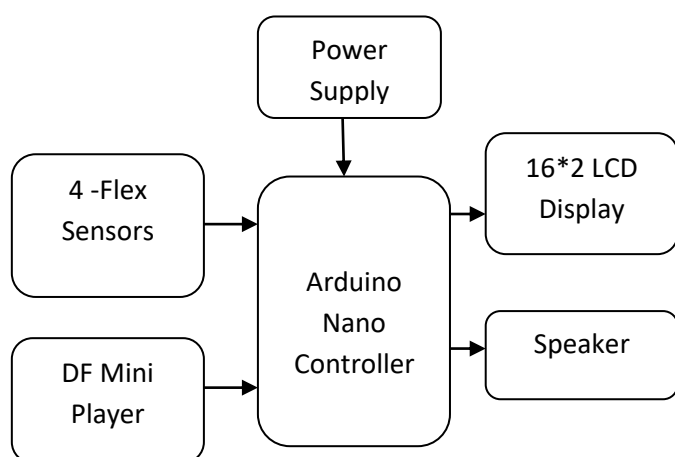 Power
Supply
4 -Flex
Sensors
16*2 LCD
Display
Arduino
Nano
Controller
DF Mini
Player
Speaker